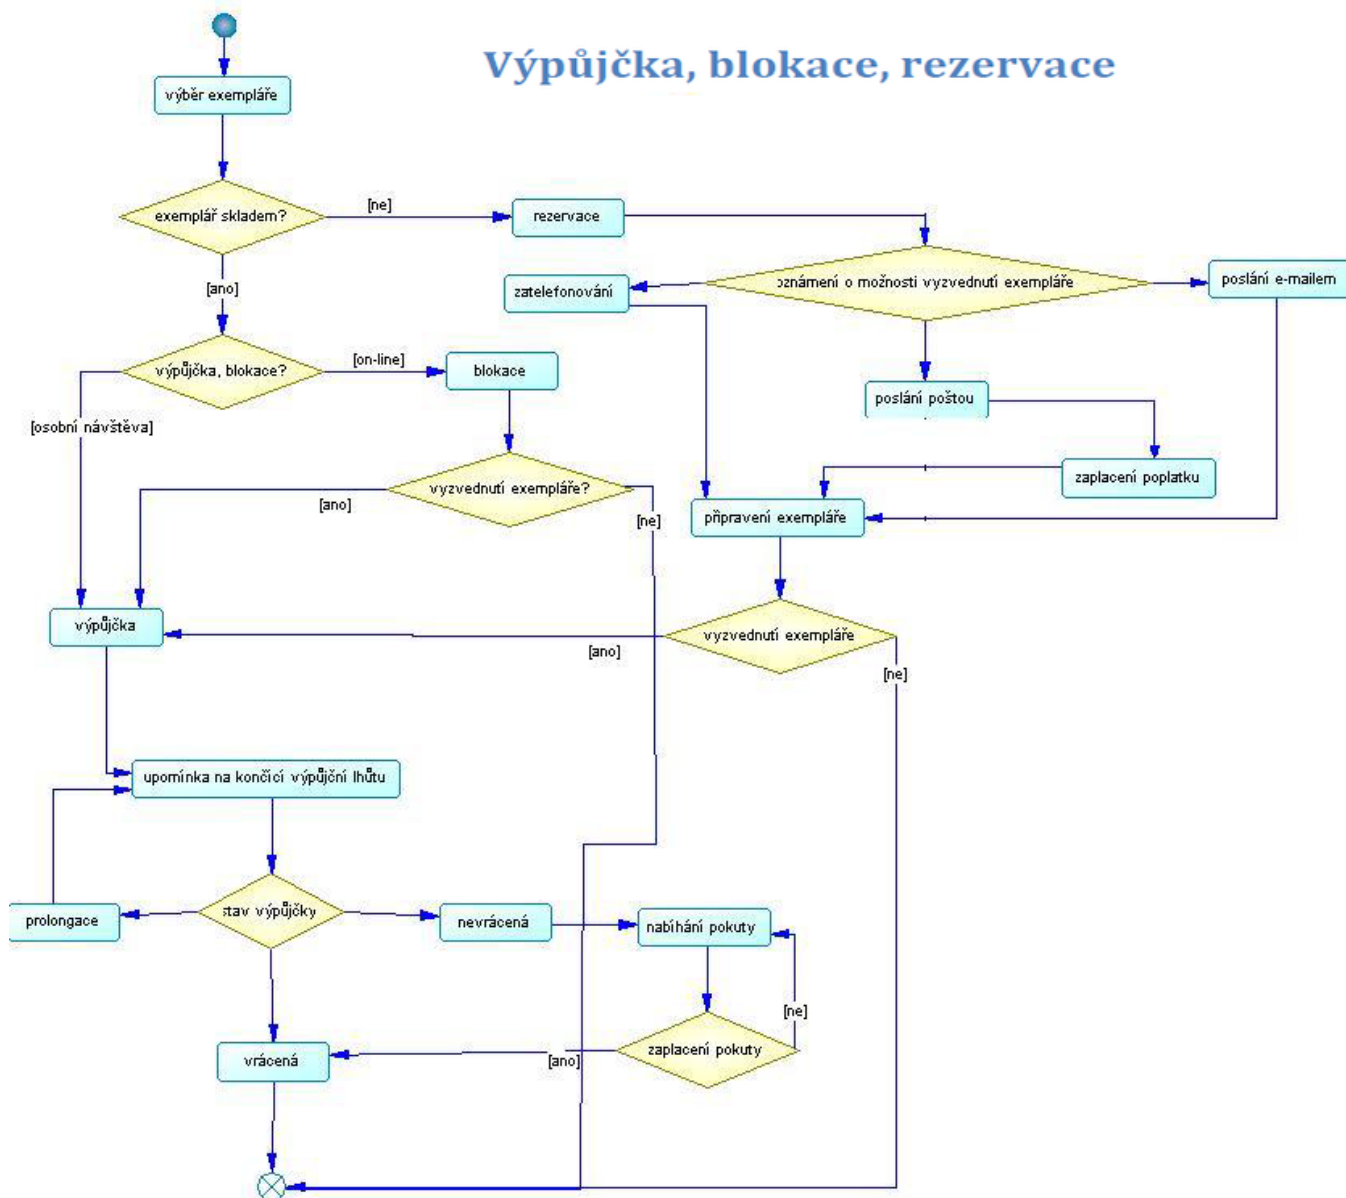 Výpůjčka, blokace, rezervace
výběr exempláře
exemplář skladem?
[ne]
rezervace
[ano]
zatelefonování
oznámení o možnosti vyzvednutí exempláře
poslání e-mailem
výpůjčka, blokace?
[on-line]
blokace
poslání poštou
[osobní návštěva]
vyzvednutí exempláře?
[ano]
[ne]
zaplacení poplatku
připravení exempláře
výpůjčka
vyzvednutí exempláře
[ano]
[ne]
upomínka na končící výpůjční lhůtu
prolongace
stav výpůjčky
nevrácená
nabíhání pokuty
[ne]
vrácená
[ano]
zaplacení pokuty